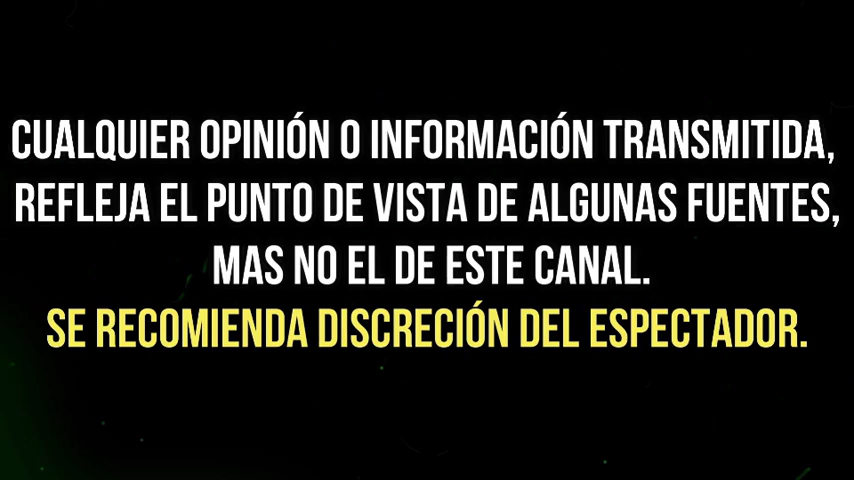 CUALQUIER OPINIÓN O INFORMACIÓN TRANSMITIDA,
REFLEJA EL PUNTO DE VISTA DE ALGUNAS FUENTES,
MAS NO EL DE ESTE CANAL.
SE RECOMIENDA DISCRECIÓN DEL ESPECTADOR.